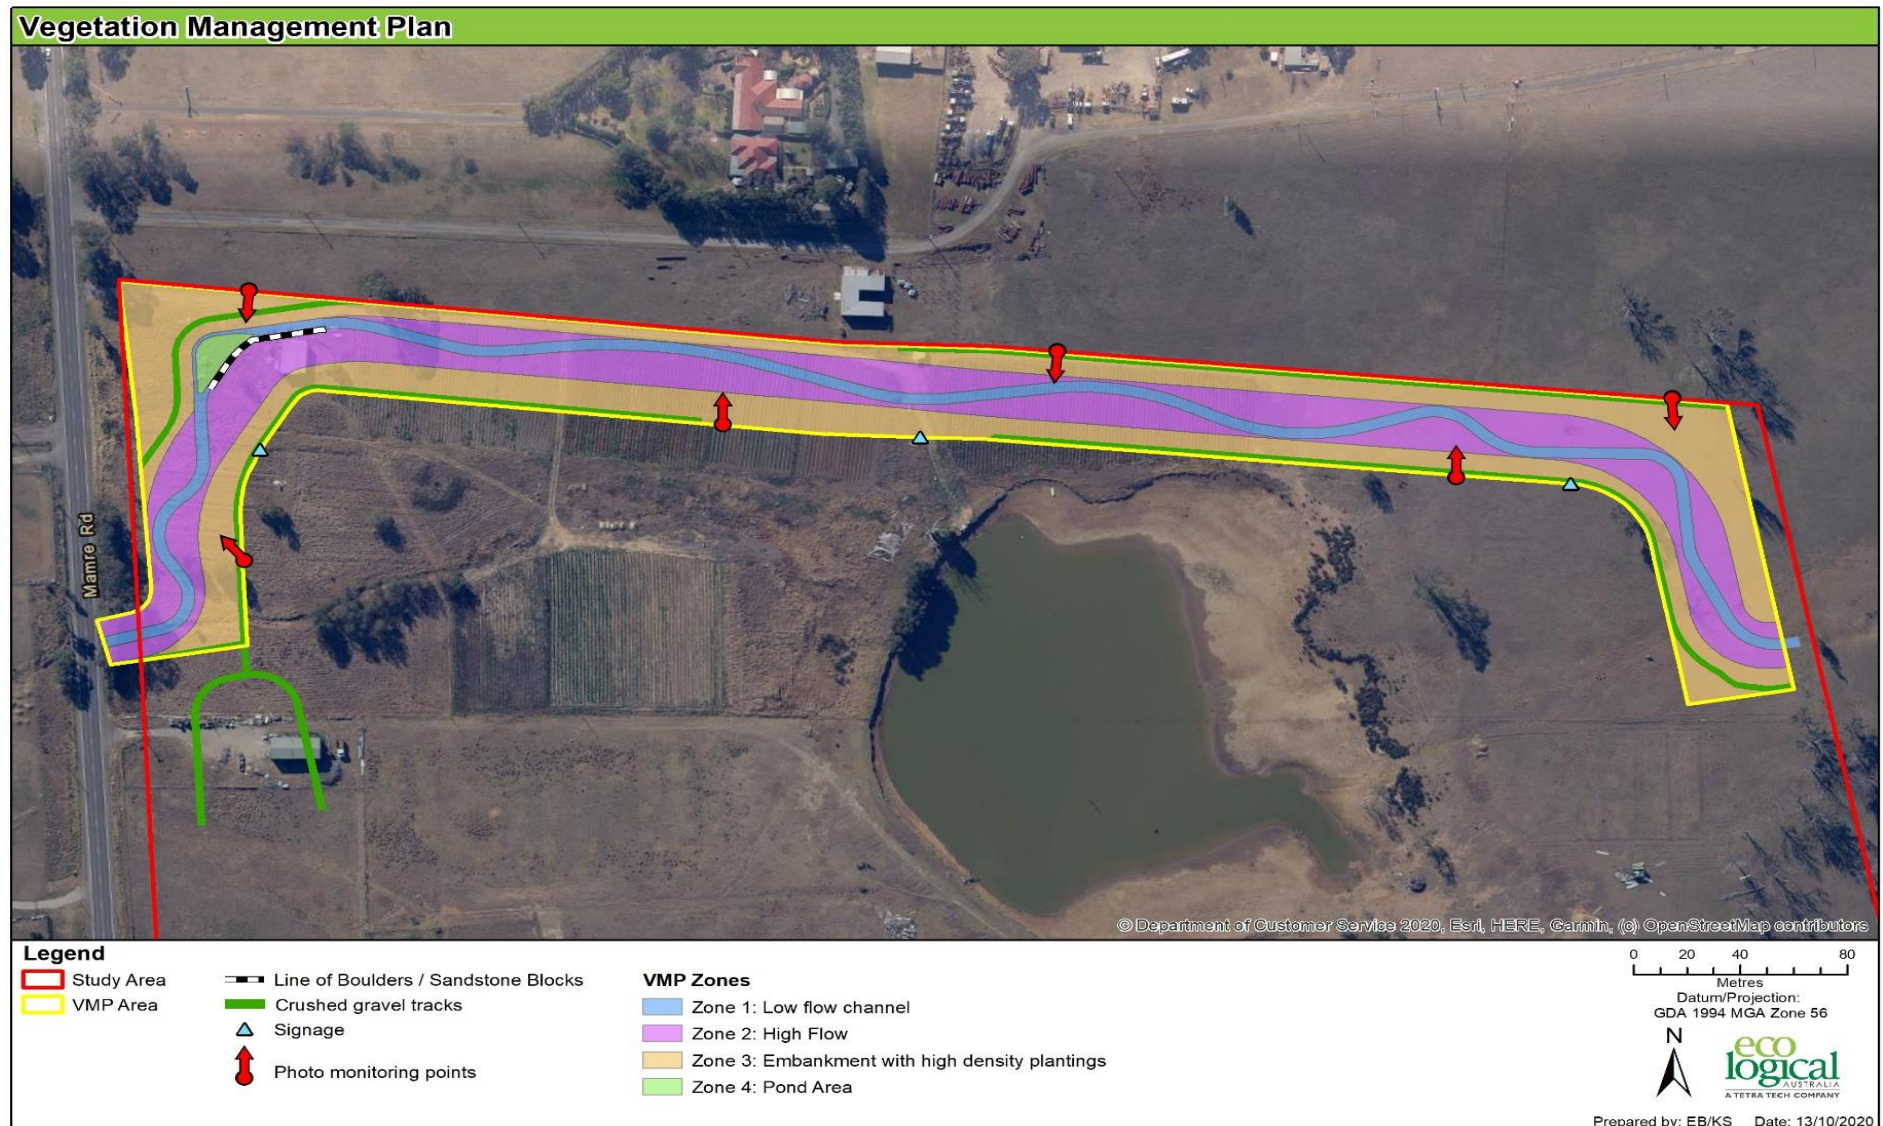 Vegetation Management Plan
Mamre Rd
© Department of Customer Service 2020, Esri, HERE, Garmin, (c) OpenStreetMap contributors
Legend
Study Area
VMP Area
Line of Boulders / Sandstone Blocks
Crushed gravel tracks
Signage
Photo monitoring points
VMP Zones
Zone 1: Low flow channel
Zone 2: High Flow
Zone 3: Embankment with high density plantings
Zone 4: Pond Area
0 20 40 80
Metres
Datum/Projection:
GDA 1994 MGA Zone 56
N
eco
logical
AUSTRALIA
A TETRA TECH COMPANY
Prepared by: EB/KS Date: 13/10/2020